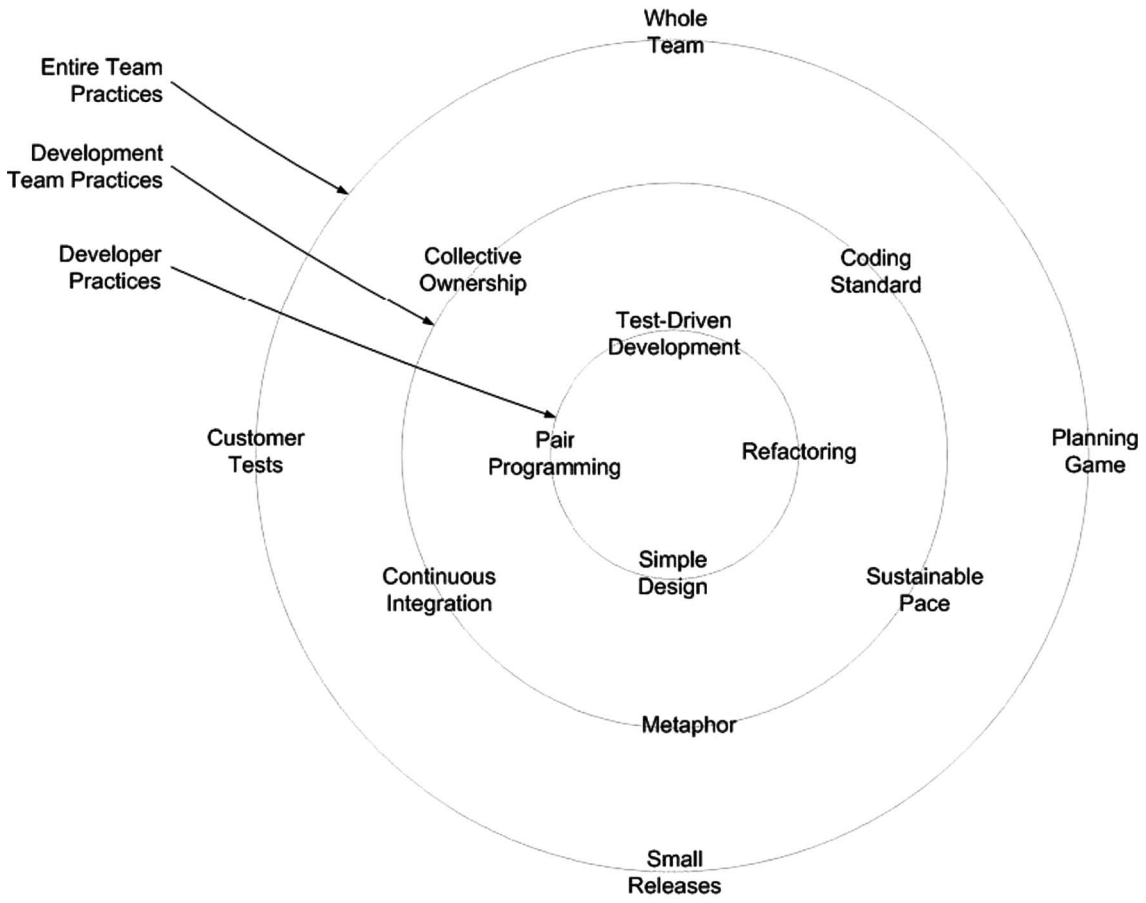 Whole
Team
Entire Team
Practices
Development
Team Practices
Developer
Practices
Collective
Ownership
Coding
Standard
Test-Driven
Development
Customer
Tests
Pair
Programming
Refactoring
Planning
Game
Continuous
Integration
Simple
Design
Sustainable
Pace
Metaphor
Small
Releases